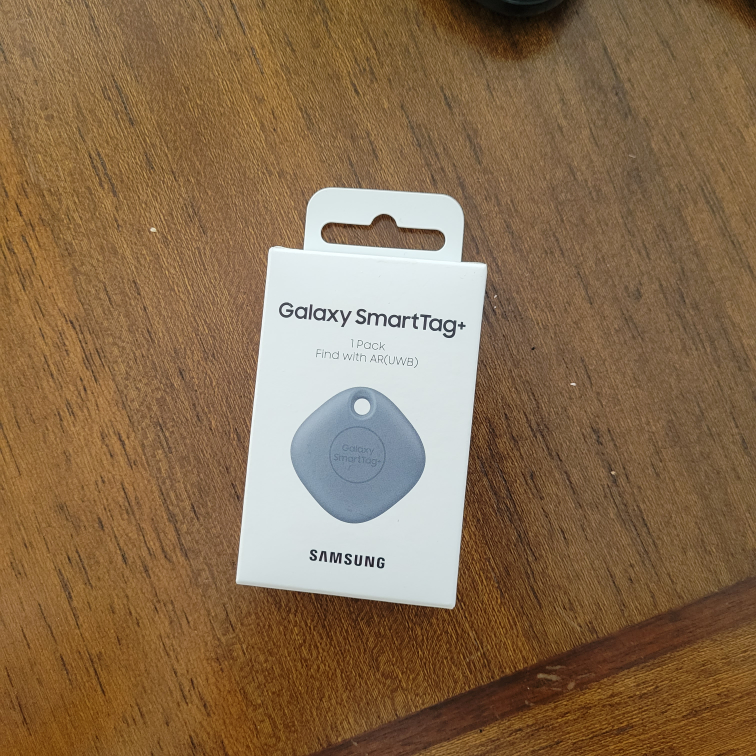 Galaxy SmartTag+
1 Pack
Find with AR(UWB)
Galaxy
SmartTag+
SAMSUNG